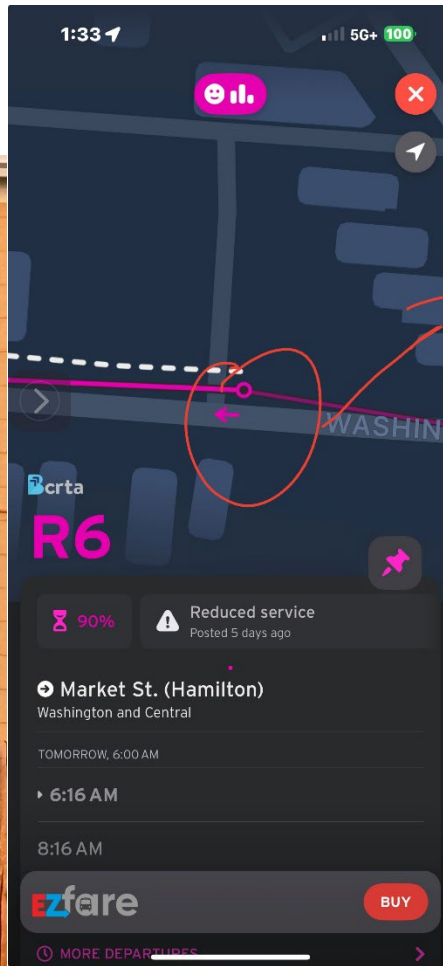 1:33
5G+ 100
WASHIN
Bcrta
R6
90%
Reduced service
Posted 5 days ago
Market St. (Hamilton)
Washington and Central
TOMORROW, 6:00 AM
6:16 AM
8:16 AM
EZfare
BUY
MORE DEPARTURES